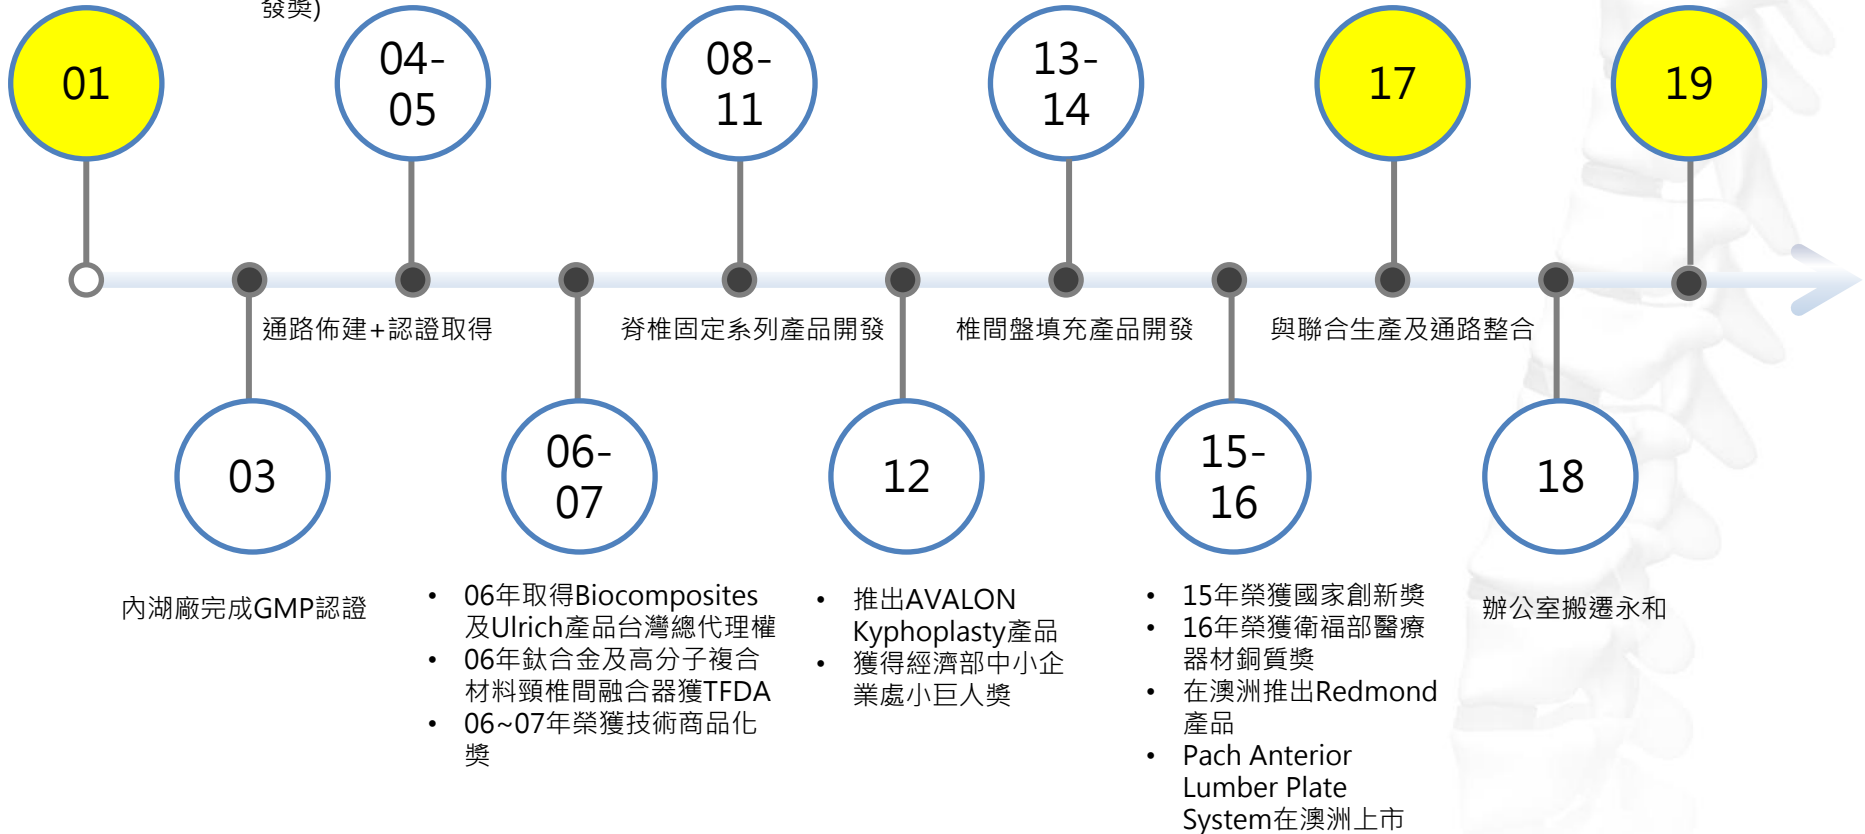 發獎)
01
04-
05
08-
11
13-
14
17
19
通路佈建+認證取得
脊椎固定系列產品開發
椎間盤填充產品開發
與聯合生產及通路整合
03
06-
07
12
15-
16
18
內湖廠完成GMP認證
• 06年取得Biocomposites
及Ulrich產品台灣總代理權
• 06年鈦合金及高分子複合
材料頸椎間融合器獲TFDA
• 06~07年榮獲技術商品化
獎
• 推出AVALON
Kyphoplasty產品
• 獲得經濟部中小企
業處小巨人獎
• 15年榮獲國家創新獎
• 16年榮獲衛福部醫療
器材銅質獎
• 在澳洲推出Redmond
產品
• Pach Anterior
Lumber Plate
System在澳洲上市
辦公室搬遷永和